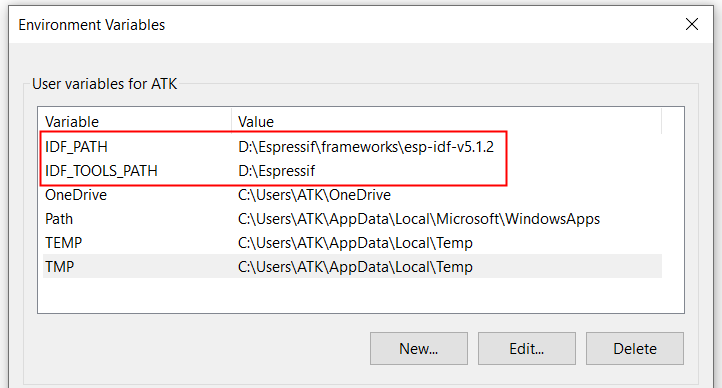 Environment Variables
User variables for ATK
Variable Value
IDF_PATH D:\Espressif\frameworks\esp-idf-v5.1.2
IDF_TOOLS_PATH D:\Espressif
OneDrive C:\Users\ATK\OneDrive
Path C:\Users\ATK\AppData\Local\Microsoft\WindowsApps
TEMP C:\Users\ATK\AppData\Local\Temp
TMP C:\Users\ATK\AppData\Local\Temp
New... Edit... Delete